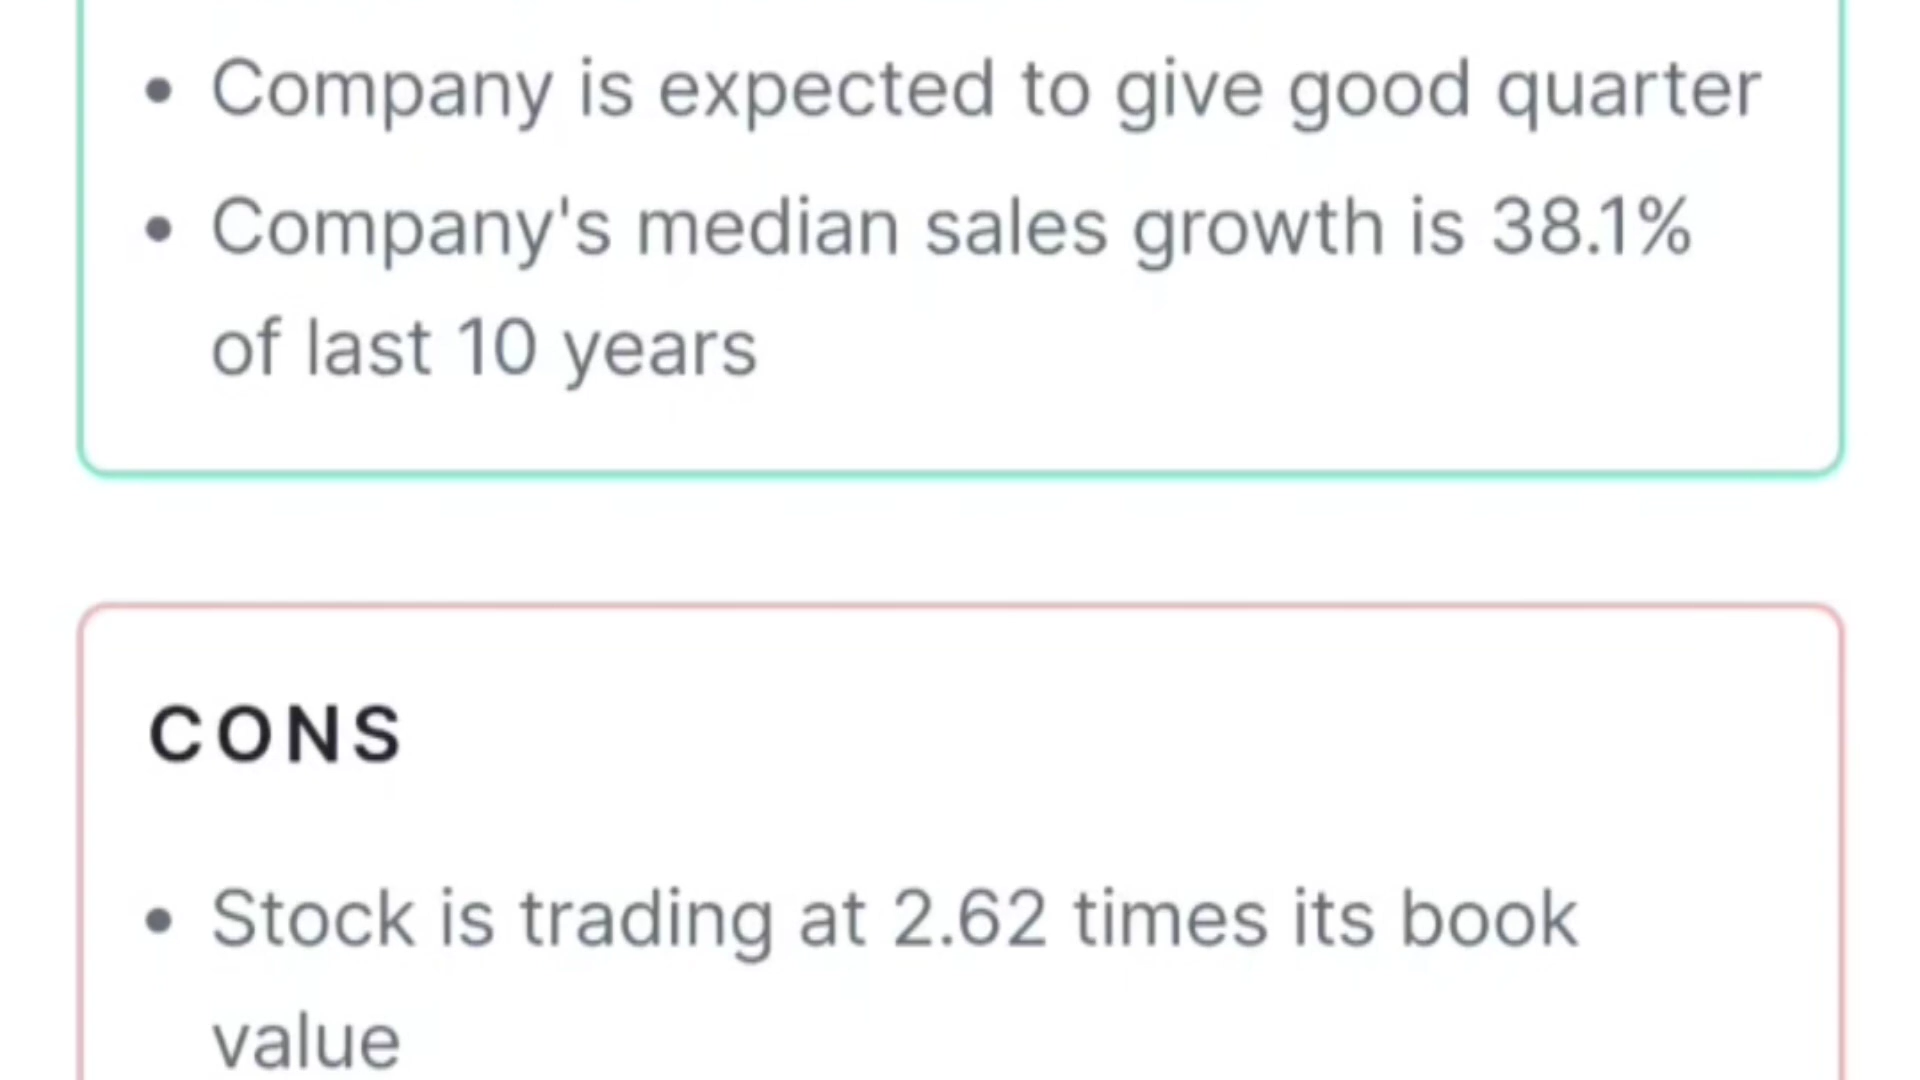 • Company is expected to give good quarter
• Company's median sales growth is 38.1%
of last 10 years
CONS
• Stock is trading at 2.62 times its book
value